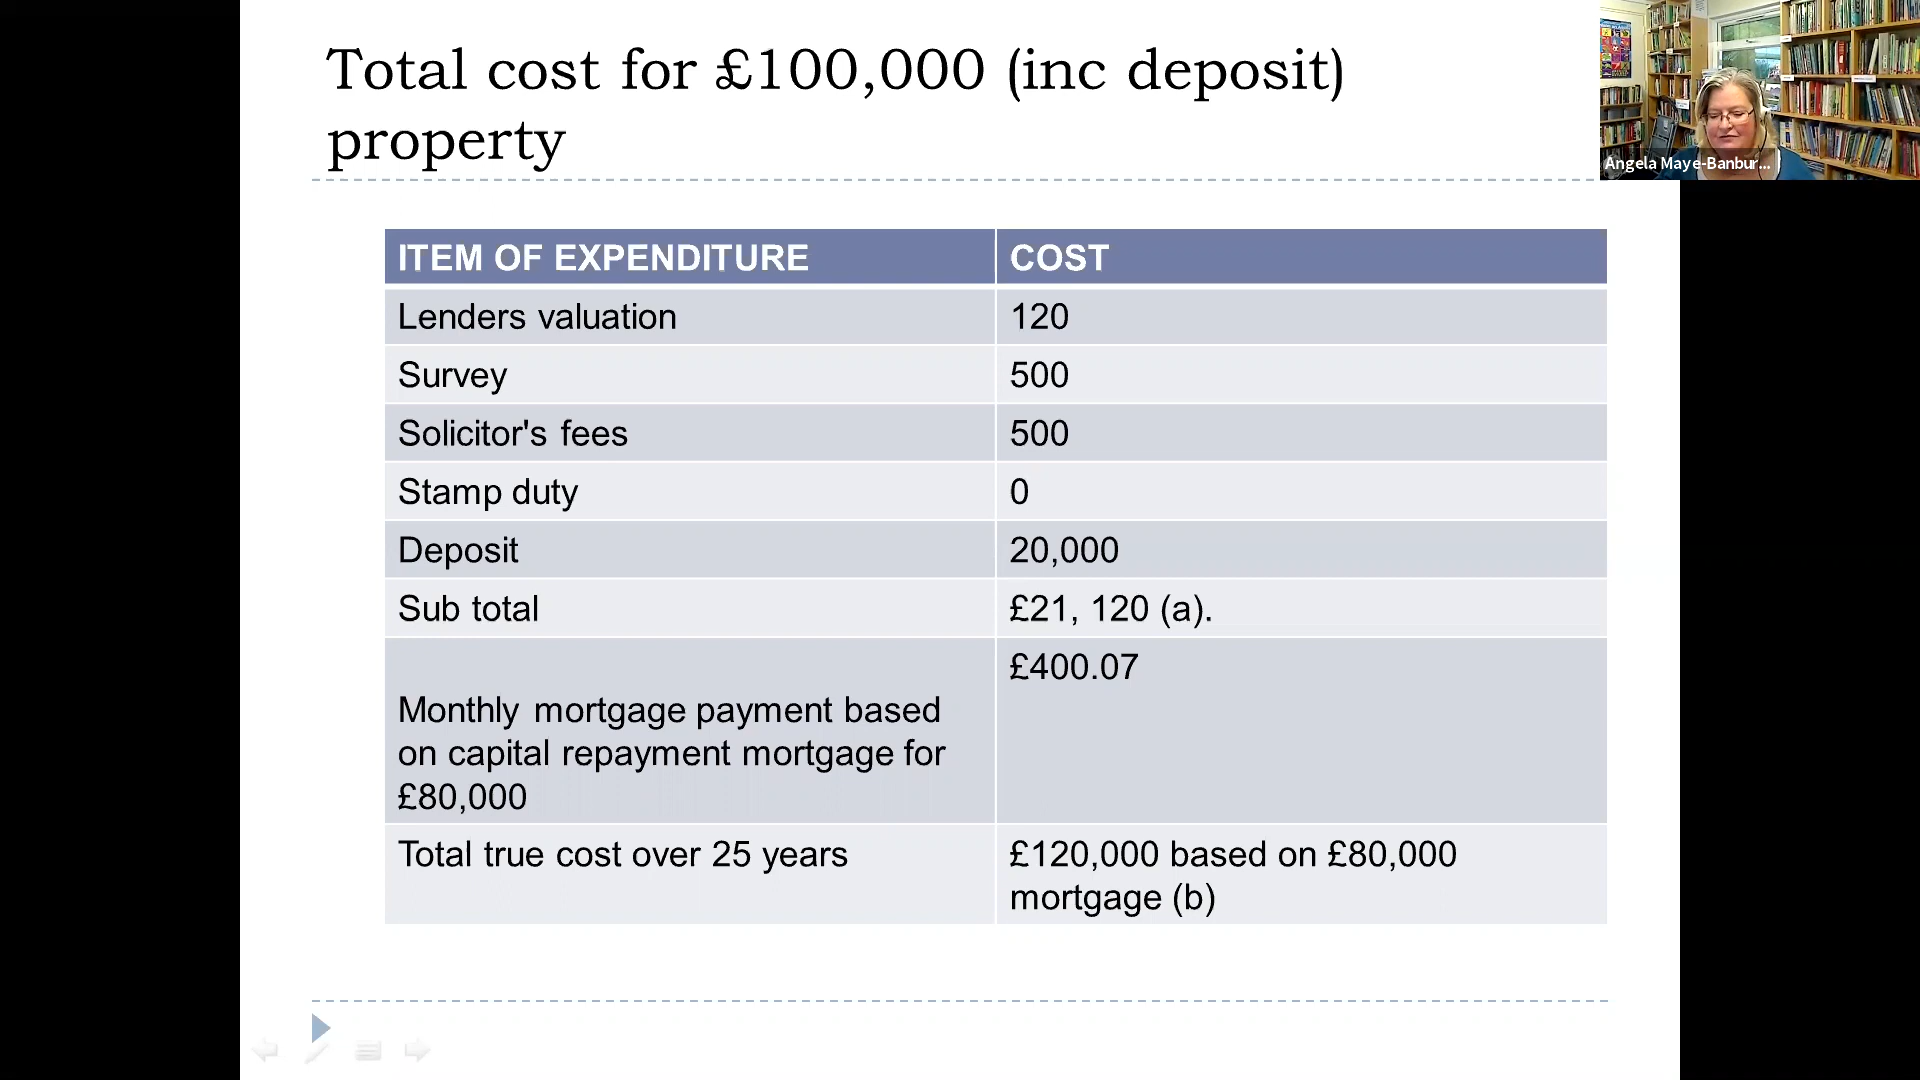 Total cost for £100,000 (inc deposit)
property
Angela Maye-Banbur...
ITEM OF EXPENDITURE
COST
Lenders valuation
120
Survey
500
Solicitor's fees
500
Stamp duty
0
Deposit
20,000
Sub total
£21, 120 (a).
Monthly mortgage payment based
on capital repayment mortgage for
£80,000
£400.07
Total true cost over 25 years
£120,000 based on £80,000
mortgage (b)